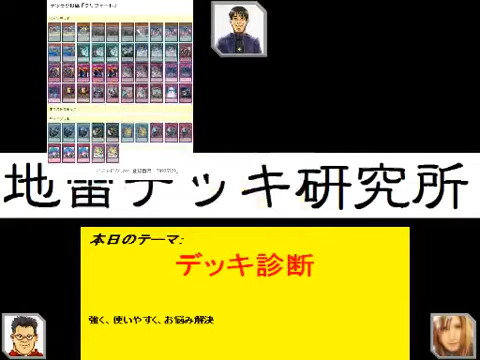 地雷デッキ研究所
本日のテーマ:
デッキ診断
強く、使いやすく、お悩み解決